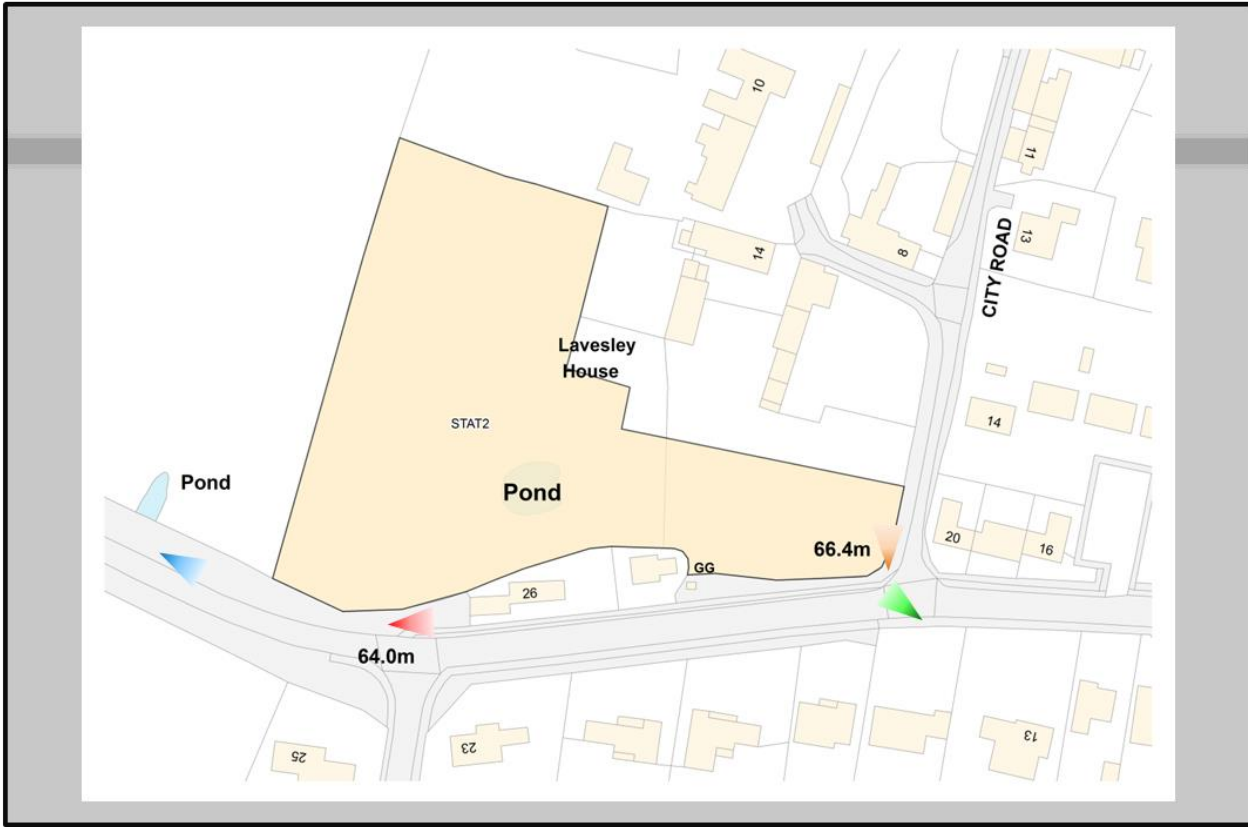 10
11
13
CITY ROAD
14
8
Lavesley
House
14
STAT2
Pond
Pond
66.4m
20
16
GG
26
64.0m
25
23
13